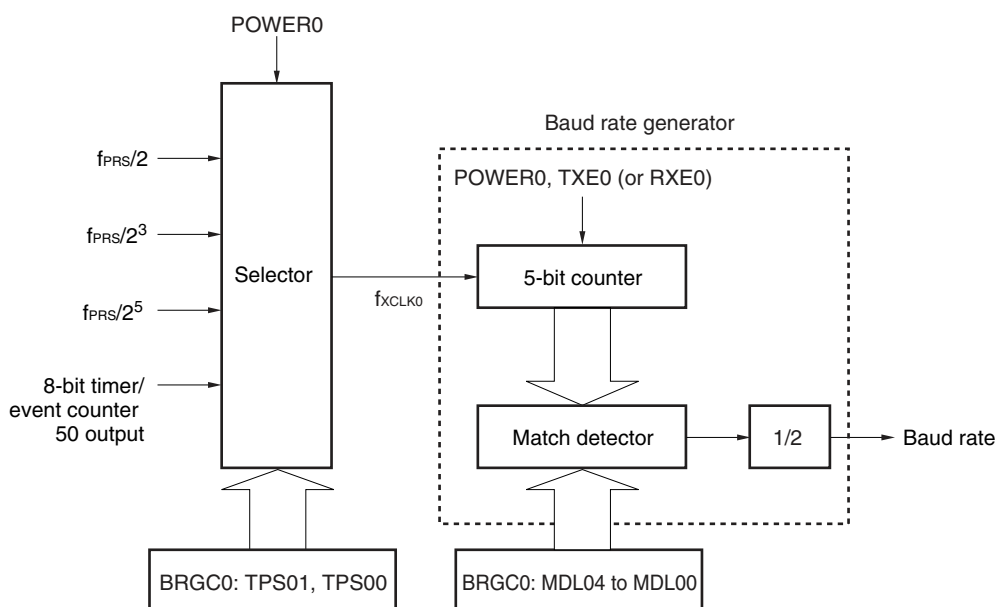 POWER0
Baud rate generator
fPRS/2
POWER0, TXE0 (or RXE0)
fPRS/2³
Selector
5-bit counter
fXCLK0
fPRS/2⁵
8-bit timer/
event counter
50 output
Match detector
1/2
Baud rate
BRGC0: TPS01, TPS00
BRGC0: MDL04 to MDL00